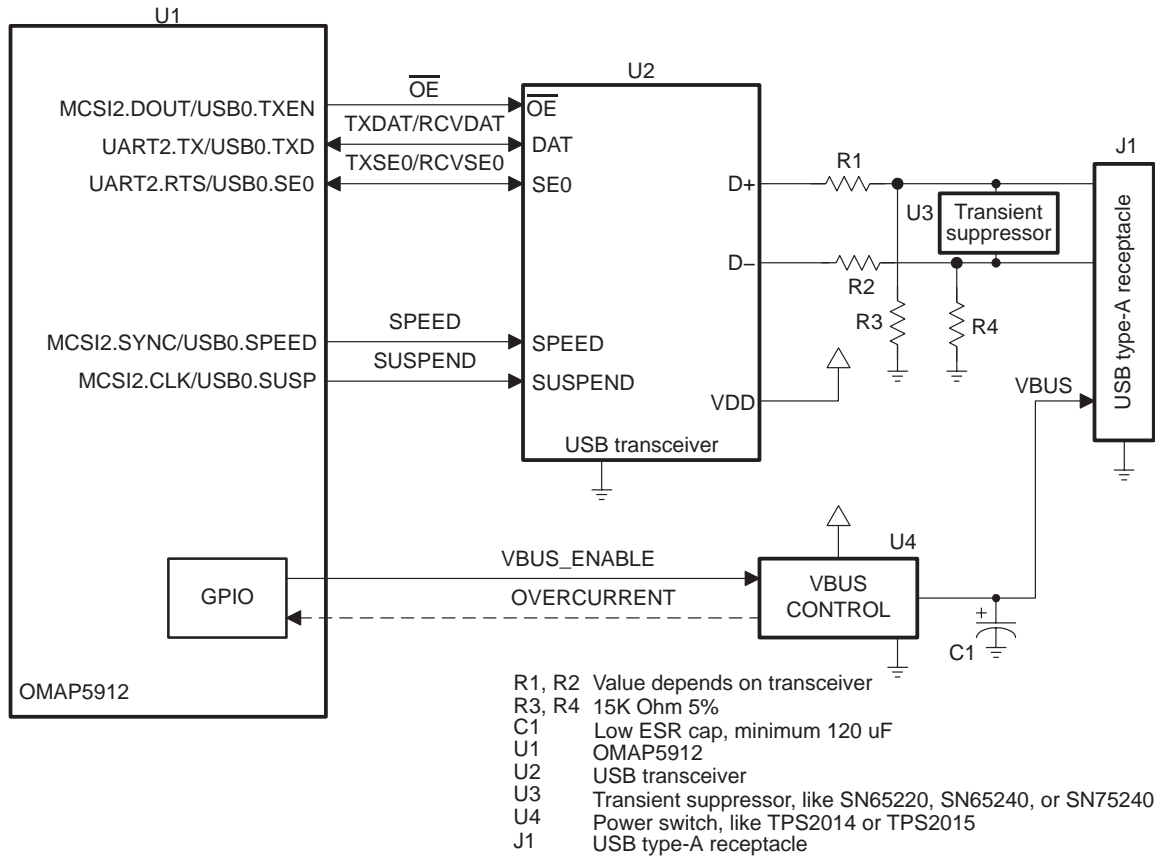 U1
U2
J1
MCSI2.DOUT/USB0.TXEN
OE
OE
UART2.TX/USB0.TXD
TXDAT/RCVDAT
DAT
UART2.RTS/USB0.SE0
TXSE0/RCVSE0
SE0
D+
R1
U3
Transient
suppressor
D−
R2
R3
R4
USB type-A receptacle
MCSI2.SYNC/USB0.SPEED
SPEED
SPEED
MCSI2.CLK/USB0.SUSP
SUSPEND
SUSPEND
VDD
VBUS
USB transceiver
GPIO
VBUS_ENABLE
OVERCURRENT
U4
VBUS
CONTROL
+
C1
OMAP5912
R1, R2 Value depends on transceiver
R3, R4 15K Ohm 5%
C1 Low ESR cap, minimum 120 uF
U1 OMAP5912
U2 USB transceiver
U3 Transient suppressor, like SN65220, SN65240, or SN75240
U4 Power switch, like TPS2014 or TPS2015
J1 USB type-A receptacle